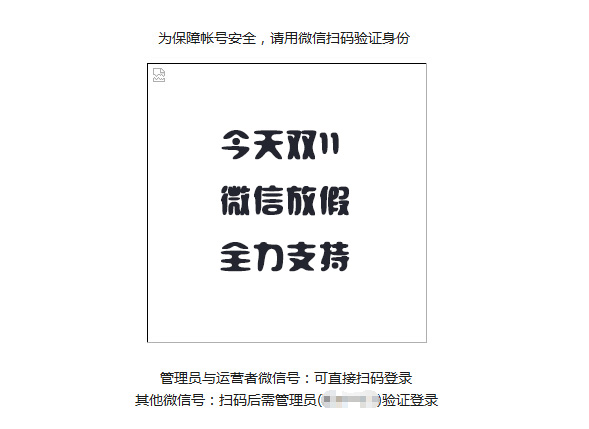 为保障帐号安全，请用微信扫码验证身份
今天双11
微信放假
全力支持
管理员与运营者微信号：可直接扫码登录
其他微信号：扫码后需管理员()验证登录